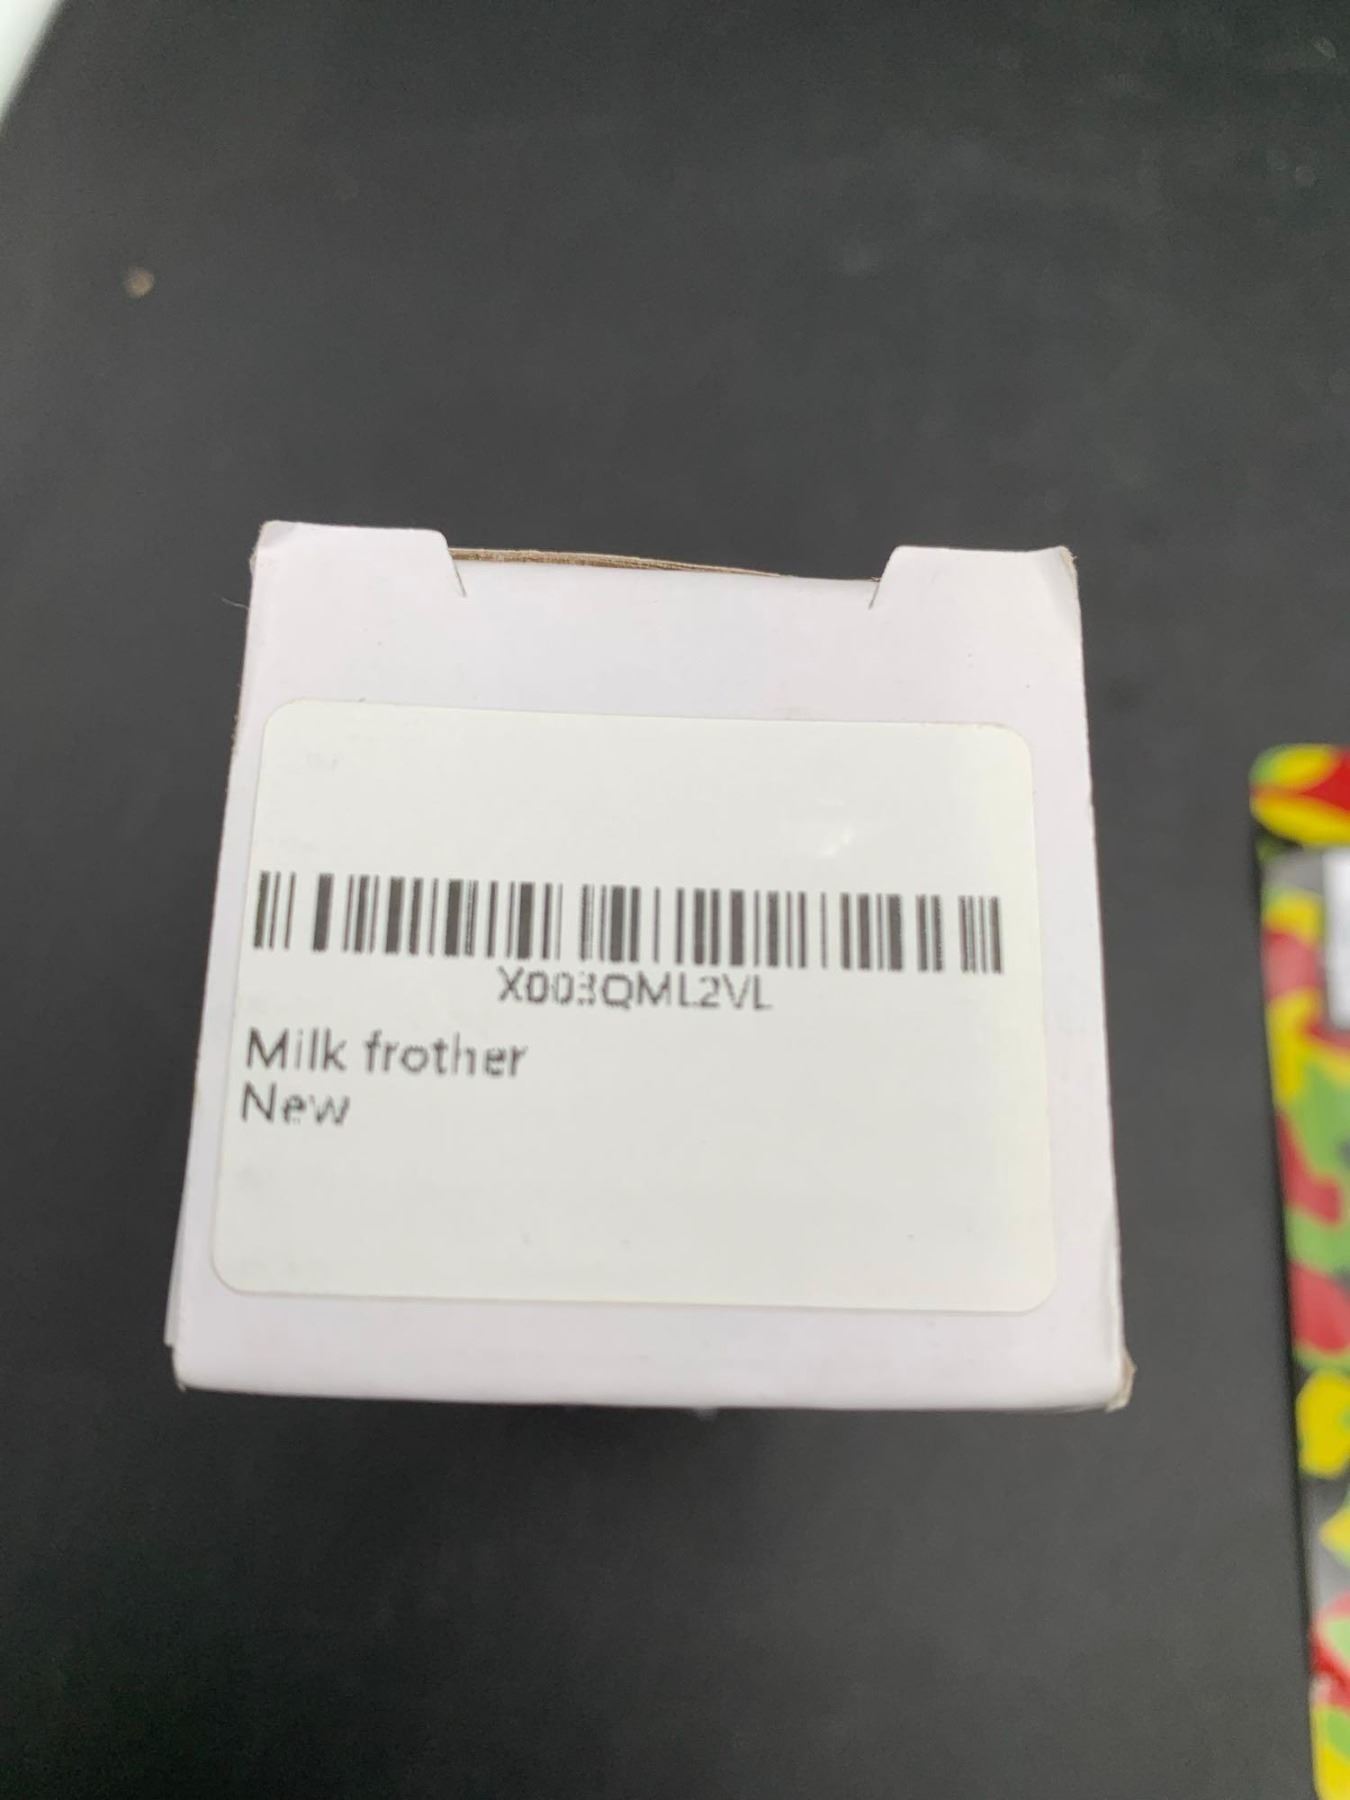 X003QML2VL
Milk frother
New